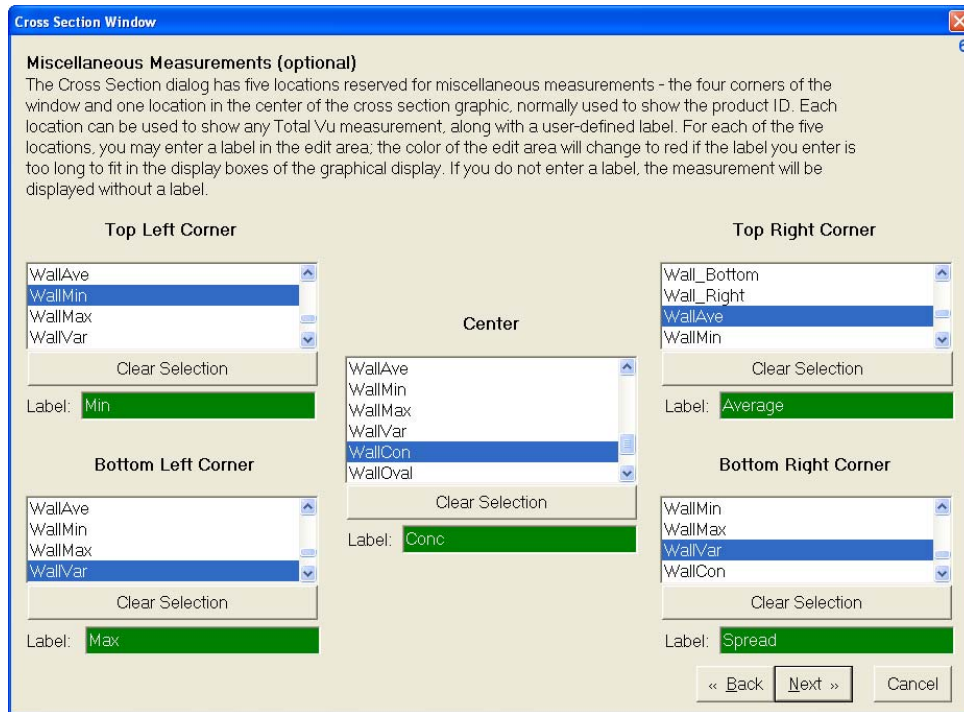 Cross Section Window
Miscellaneous Measurements (optional)
The Cross Section dialog has five locations reserved for miscellaneous measurements - the four corners of the
window and one location in the center of the cross section graphic, normally used to show the product ID. Each
location can be used to show any Total Vu measurement, along with a user-defined label. For each of the five
locations, you may enter a label in the edit area; the color of the edit area will change to red if the label you enter is
too long to fit in the display boxes of the graphical display. If you do not enter a label, the measurement will be
displayed without a label.
Top Left Corner
WallAve
WallMin
WallMax
WallVar
Clear Selection
Label: Min
Top Right Corner
Wall_Bottom
Wall_Right
WallAve
WallMin
Clear Selection
Label: Average
Center
WallAve
WallMin
WallMax
WallVar
WallCon
WallOval
Clear Selection
Label: Conc
Bottom Left Corner
WallAve
WallMin
WallMax
WallVar
Clear Selection
Label: Max
Bottom Right Corner
WallMin
WallMax
WallVar
WallCon
Clear Selection
Label: Spread
« Back
Next »
Cancel